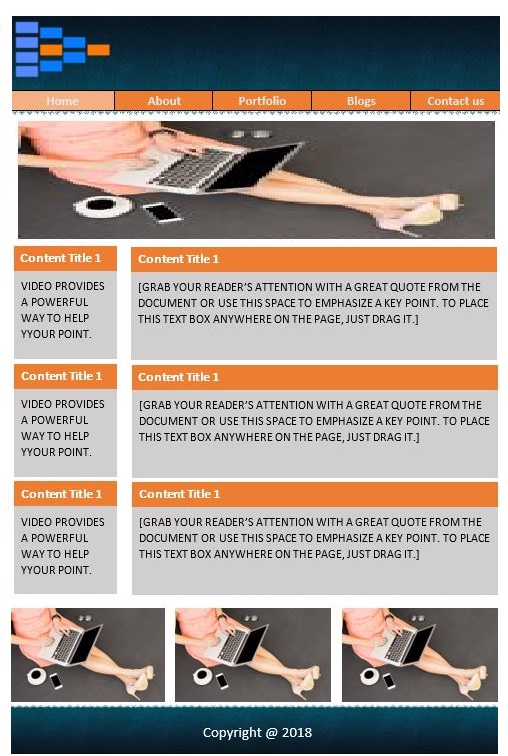 Home About Portfolio Blogs Contact us
Content Title 1
VIDEO PROVIDES
A POWERFUL
WAY TO HELP
YYOUR POINT.
Content Title 1
[GRAB YOUR READER’S ATTENTION WITH A GREAT QUOTE FROM THE
DOCUMENT OR USE THIS SPACE TO EMPHASIZE A KEY POINT. TO PLACE
THIS TEXT BOX ANYWHERE ON THE PAGE, JUST DRAG IT.]
Content Title 1
VIDEO PROVIDES
A POWERFUL
WAY TO HELP
YYOUR POINT.
Content Title 1
[GRAB YOUR READER’S ATTENTION WITH A GREAT QUOTE FROM THE
DOCUMENT OR USE THIS SPACE TO EMPHASIZE A KEY POINT. TO PLACE
THIS TEXT BOX ANYWHERE ON THE PAGE, JUST DRAG IT.]
Content Title 1
VIDEO PROVIDES
A POWERFUL
WAY TO HELP
YYOUR POINT.
Content Title 1
[GRAB YOUR READER’S ATTENTION WITH A GREAT QUOTE FROM THE
DOCUMENT OR USE THIS SPACE TO EMPHASIZE A KEY POINT. TO PLACE
THIS TEXT BOX ANYWHERE ON THE PAGE, JUST DRAG IT.]
Copyright @ 2018